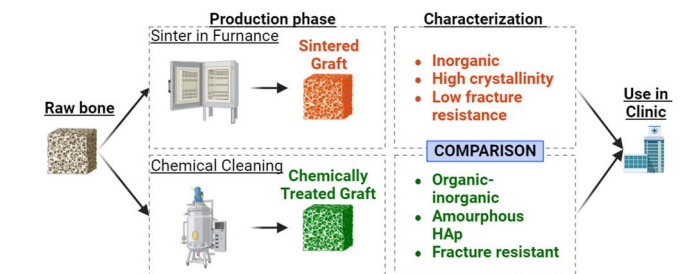 Production phase
Characterization
Sinter in Furnance
Sintered
Graft
Inorganic
High crystallinity
Low fracture
resistance
Raw bone
Use in
Clinic
COMPARISON
Chemical Cleaning
Chemically
Treated Graft
Organic-
inorganic
Amourphous
HAp
Fracture resistant